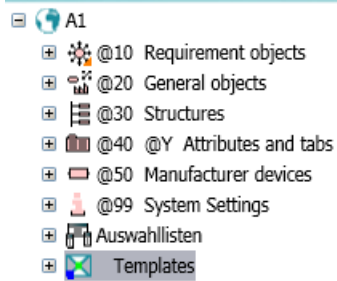 A1
@10 Requirement objects
@20 General objects
@30 Structures
@40 @Y Attributes and tabs
@50 Manufacturer devices
@99 System Settings
Auswahllisten
Templates